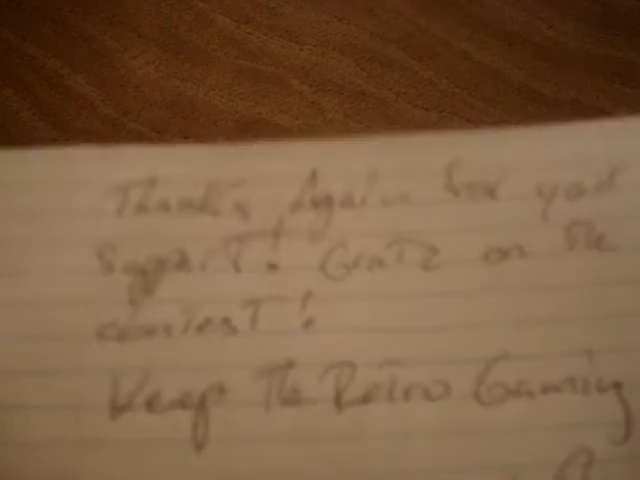 Thanks Again for your
Support! Gratz on the
contest!
Keep The Retro Gaming